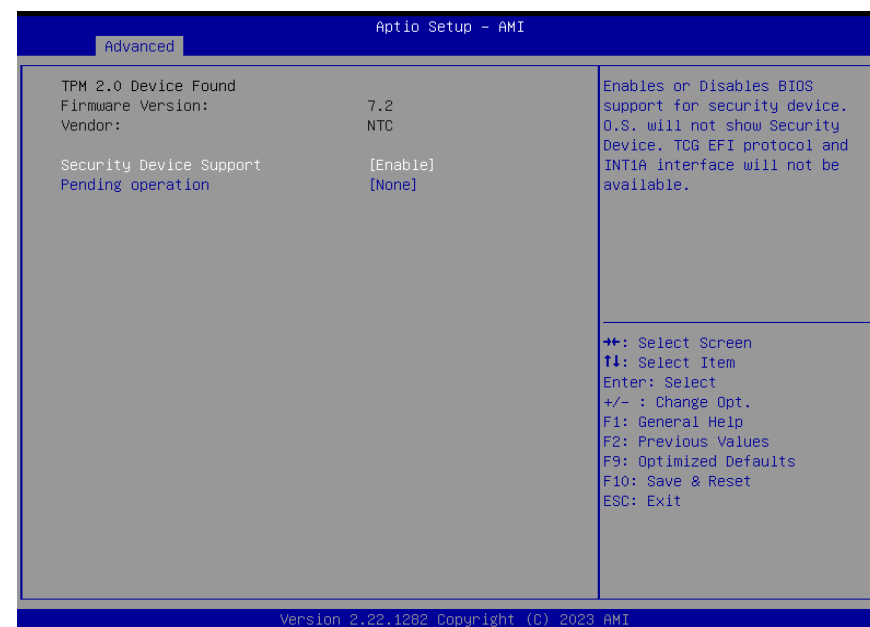 Aptio Setup – AMI
Advanced
TPM 2.0 Device Found
Firmware Version: 7.2
Vendor: NTC
Security Device Support [Enable]
Pending operation [None]
Enables or Disables BIOS
support for security device.
O.S. will not show Security
Device. TCG EFI protocol and
INT1A interface will not be
available.
→←: Select Screen
↑↓: Select Item
Enter: Select
+/- : Change Opt.
F1: General Help
F2: Previous Values
F9: Optimized Defaults
F10: Save & Reset
ESC: Exit
Version 2.22.1282 Copyright (C) 2023 AMI